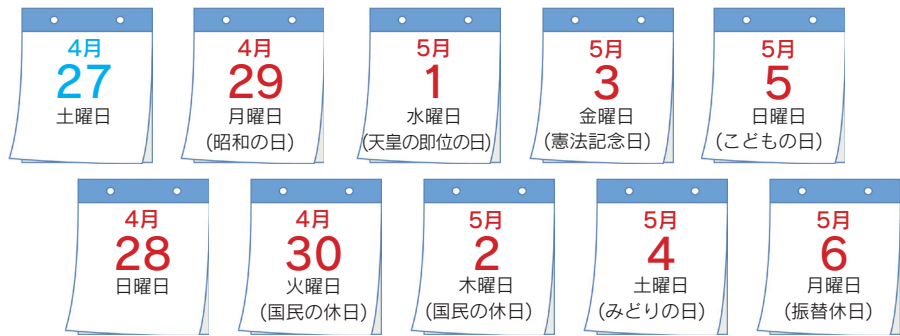 4月
27
土曜日
4月
29
月曜日
(昭和の日)
5月
1
水曜日
(天皇の即位の日)
5月
3
金曜日
(憲法記念日)
5月
5
日曜日
(こどもの日)
4月
28
日曜日
4月
30
火曜日
(国民の休日)
5月
2
木曜日
(国民の休日)
5月
4
土曜日
(みどりの日)
5月
6
月曜日
(振替休日)